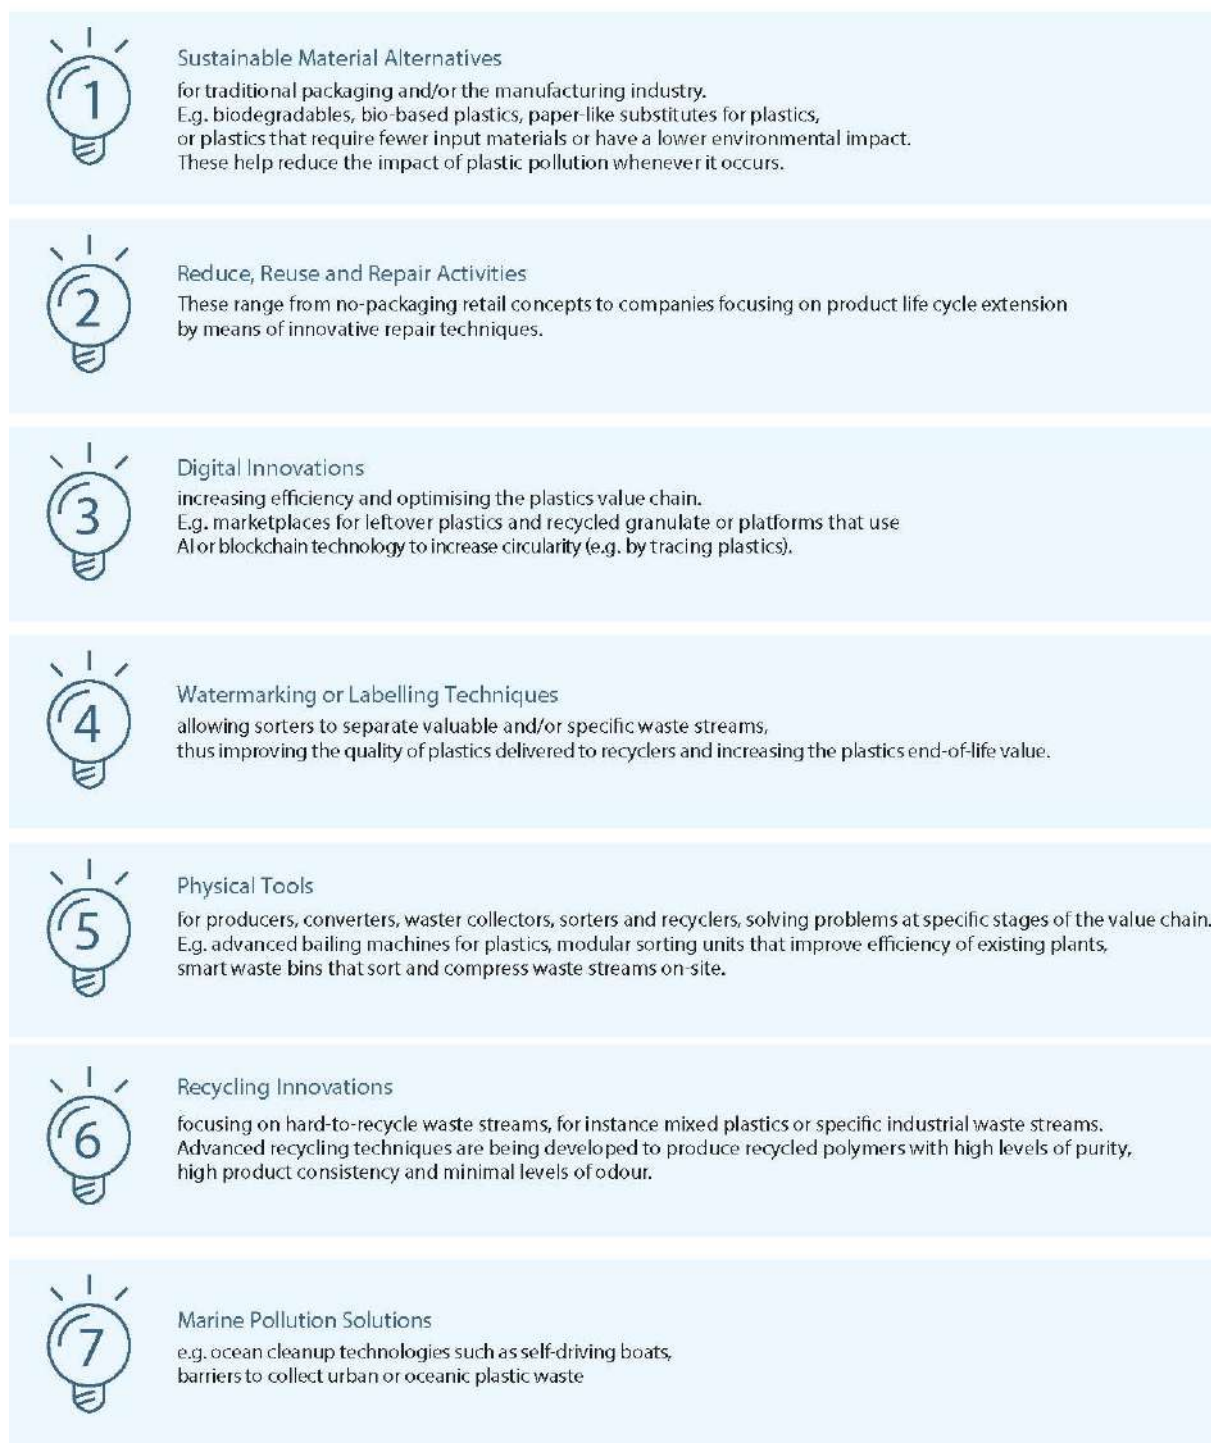 1
Sustainable Material Alternatives
for traditional packaging and/or the manufacturing industry.
E.g. biodegradables, bio-based plastics, paper-like substitutes for plastics,
or plastics that require fewer input materials or have a lower environmental impact.
These help reduce the impact of plastic pollution whenever it occurs.
2
Reduce, Reuse and Repair Activities
These range from no-packaging retail concepts to companies focusing on product life cycle extension
by means of innovative repair techniques.
3
Digital Innovations
increasing efficiency and optimising the plastics value chain.
E.g. marketplaces for leftover plastics and recycled granulate or platforms that use
AI or blockchain technology to increase circularity (e.g. by tracing plastics).
4
Watermarking or Labelling Techniques
allowing sorters to separate valuable and/or specific waste streams,
thus improving the quality of plastics delivered to recyclers and increasing the plastics end-of-life value.
5
Physical Tools
for producers, converters, waster collectors, sorters and recyclers, solving problems at specific stages of the value chain.
E.g. advanced bailing machines for plastics, modular sorting units that improve efficiency of existing plants,
smart waste bins that sort and compress waste streams on-site.
6
Recycling Innovations
focusing on hard-to-recycle waste streams, for instance mixed plastics or specific industrial waste streams.
Advanced recycling techniques are being developed to produce recycled polymers with high levels of purity,
high product consistency and minimal levels of odour.
7
Marine Pollution Solutions
e.g. ocean cleanup technologies such as self-driving boats,
barriers to collect urban or oceanic plastic waste